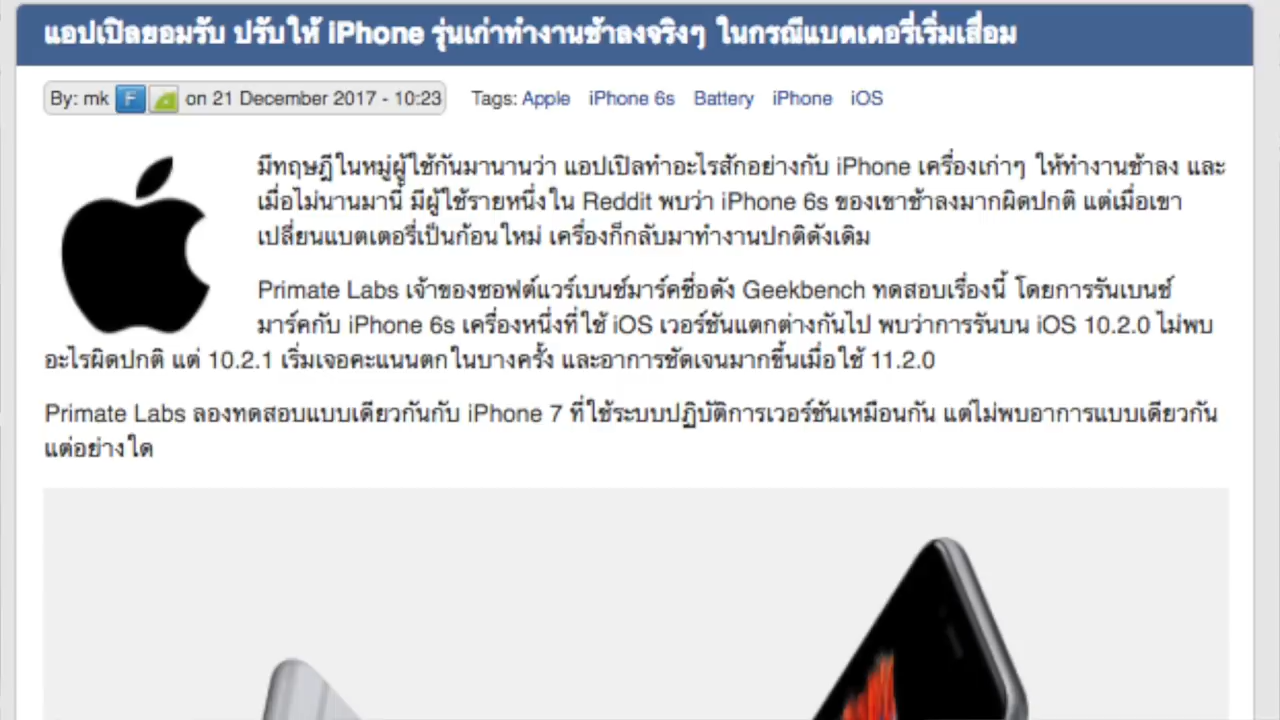 แอปเปิลยอมรับ ปรับให้ iPhone รุ่นเก่าทำงานช้าลงจริงๆ ในกรณีแบตเตอรี่เริ่มเสื่อม
By: mk on 21 December 2017 - 10:23 Tags: Apple iPhone 6s Battery iPhone iOS
มีทฤษฎีในหมู่ผู้ใช้กันมานานว่า แอปเปิลทำอะไรสักอย่างกับ iPhone เครื่องเก่าๆ ให้ทำงานช้าลง และ
เมื่อไม่นานมานี้ มีผู้ใช้รายหนึ่งใน Reddit พบว่า iPhone 6s ของเขาช้าลงมากผิดปกติ แต่เมื่อเขา
เปลี่ยนแบตเตอรี่เป็นก้อนใหม่ เครื่องก็กลับมาทำงานปกติดังเดิม
Primate Labs เจ้าของซอฟต์แวร์เบนช์มาร์คชื่อดัง Geekbench ทดสอบเรื่องนี้ โดยการรันเบนช์
มาร์คกับ iPhone 6s เครื่องหนึ่งที่ใช้ iOS เวอร์ชันแตกต่างกันไป พบว่าการรันบน iOS 10.2.0 ไม่พบ
อะไรผิดปกติ แต่ 10.2.1 เริ่มเจอคะแนนตกในบางครั้ง และอาการชัดเจนมากขึ้นเมื่อใช้ 11.2.0
Primate Labs ลองทดสอบแบบเดียวกันกับ iPhone 7 ที่ใช้ระบบปฏิบัติการเวอร์ชันเหมือนกัน แต่ไม่พบอาการแบบเดียวกัน
แต่อย่างใด